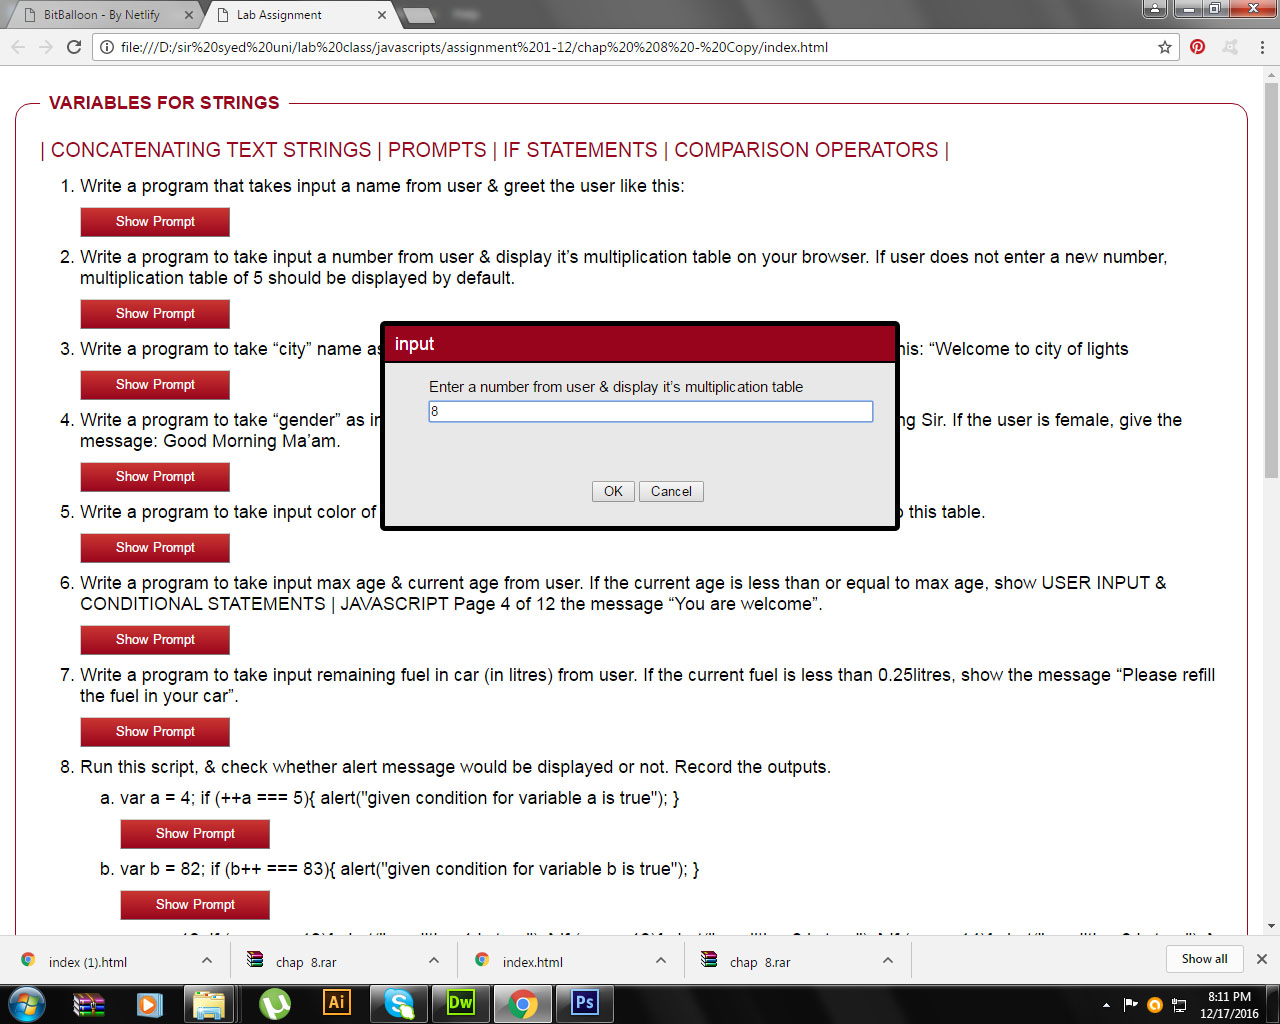 BitBalloon - By Netlify
Lab Assignment
file:///D:/sir%20syed%20uni/lab%20class/javascripts/assignment%201-12/chap%20%208%20-%20Copy/index.html
VARIABLES FOR STRINGS
| CONCATENATING TEXT STRINGS | PROMPTS | IF STATEMENTS | COMPARISON OPERATORS |
1. Write a program that takes input a name from user & greet the user like this:
Show Prompt
2. Write a program to take input a number from user & display it’s multiplication table on your browser. If user does not enter a new number,
multiplication table of 5 should be displayed by default.
Show Prompt
input
Enter a number from user & display it’s multiplication table
8
OK Cancel
3. Write a program to take “city” name as his: “Welcome to city of lights
Show Prompt
4. Write a program to take “gender” as in ng Sir. If the user is female, give the
message: Good Morning Ma’am.
Show Prompt
5. Write a program to take input color of this table.
Show Prompt
6. Write a program to take input max age & current age from user. If the current age is less than or equal to max age, show USER INPUT &
CONDITIONAL STATEMENTS | JAVASCRIPT Page 4 of 12 the message “You are welcome”.
Show Prompt
7. Write a program to take input remaining fuel in car (in litres) from user. If the current fuel is less than 0.25litres, show the message “Please refill
the fuel in your car”.
Show Prompt
8. Run this script, & check whether alert message would be displayed or not. Record the outputs.
a. var a = 4; if (++a === 5){ alert("given condition for variable a is true"); }
Show Prompt
b. var b = 82; if (b++ === 83){ alert("given condition for variable b is true"); }
Show Prompt
index (1).html
chap 8.rar
index.html
chap 8.rar
Show all
Ai
Dw
Ps
8:11 PM
12/17/2016